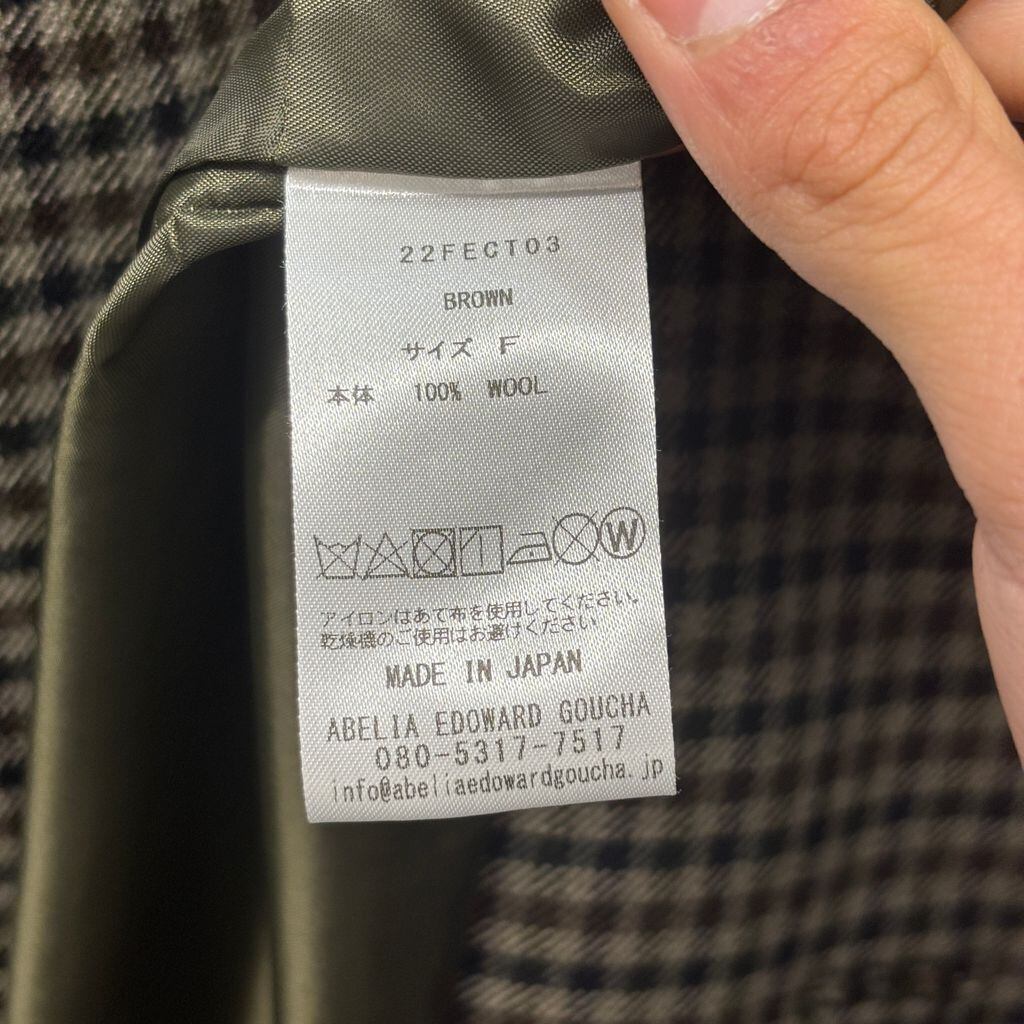 22FECT03
BROWN
サイズ F
本体 100% WOOL
W
アイロンはあて布を使用してください。
乾燥機のご使用はお避けください
MADE IN JAPAN
ABELIA EDOWARD GOUCHA
080-5317-7517
info@abeliaedowardgoucha.jp